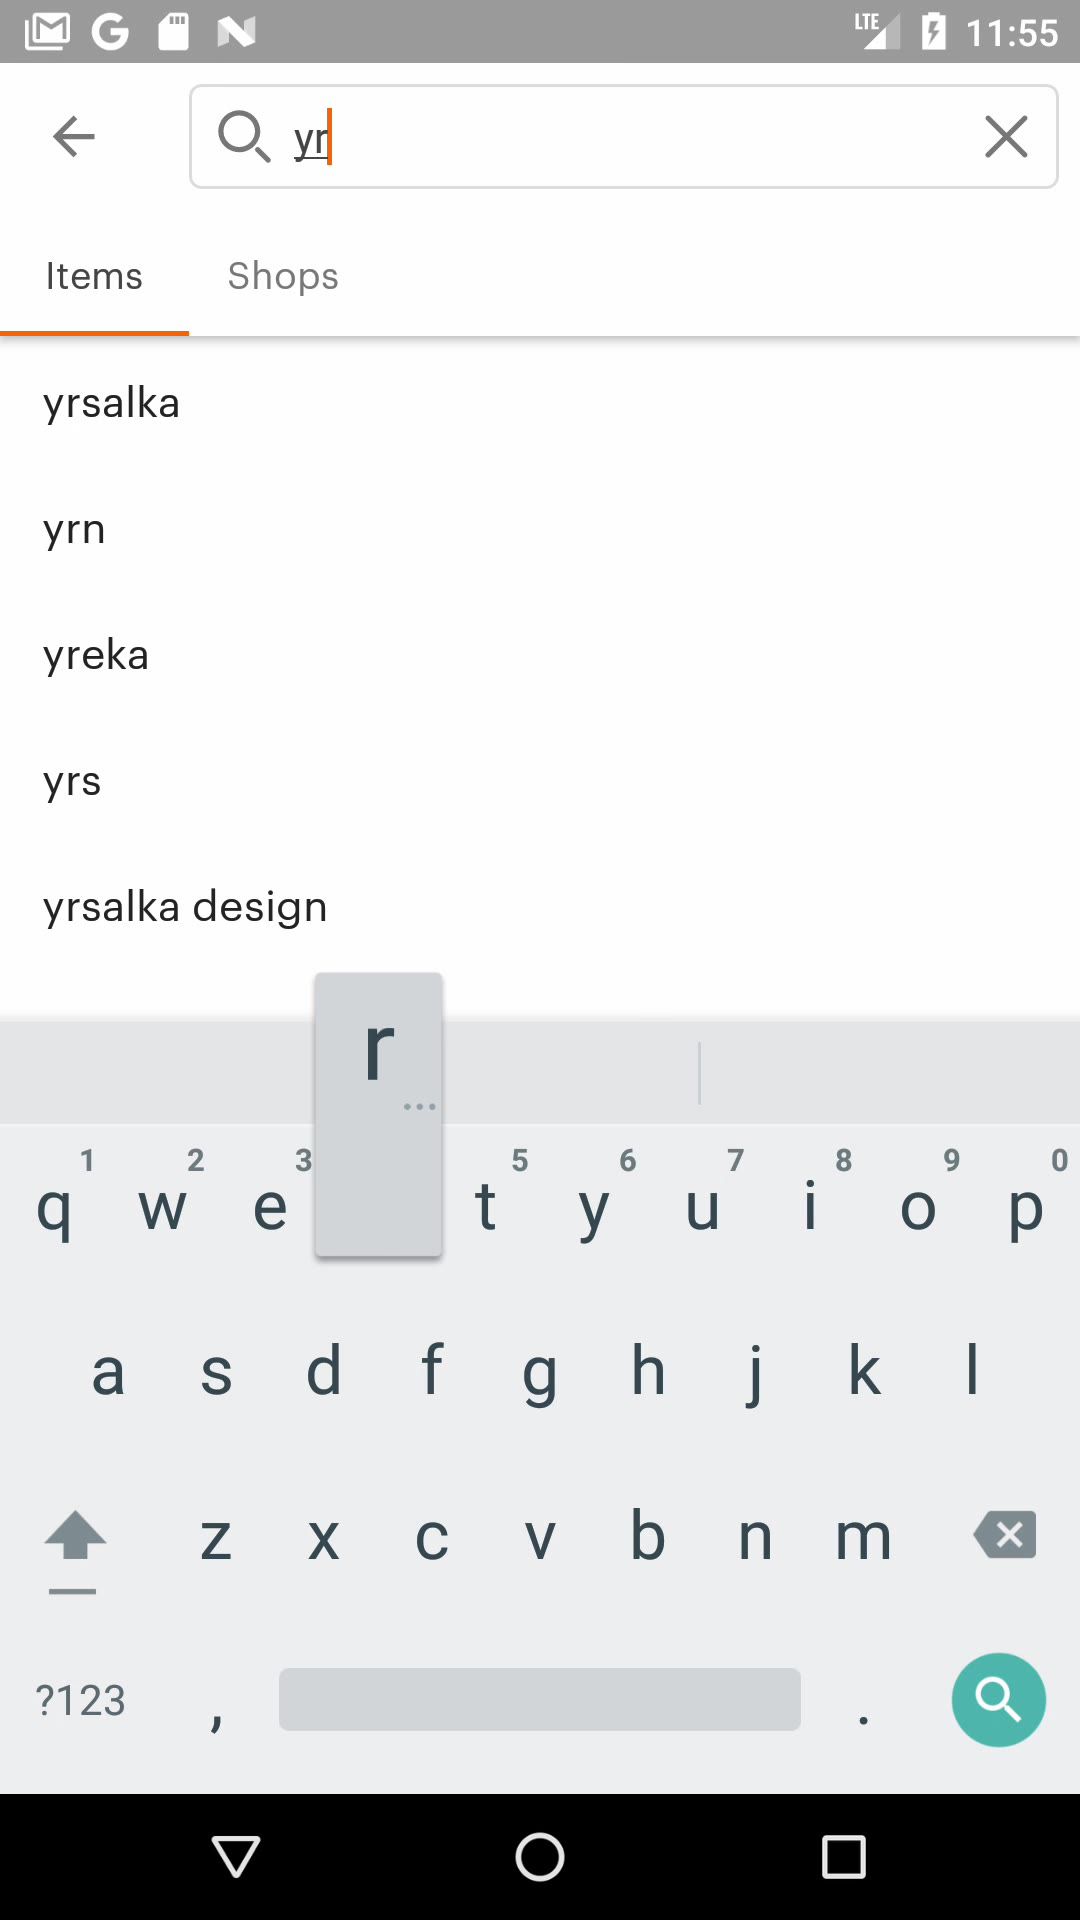 LTE 11:55
yr
Items Shops
yrsalka
yrn
yreka
yrs
yrsalka design
r
...
1 2 3 5 6 7 8 9 0
q w e t y u i o p
a s d f g h j k l
z x c v b n m
?123 , .